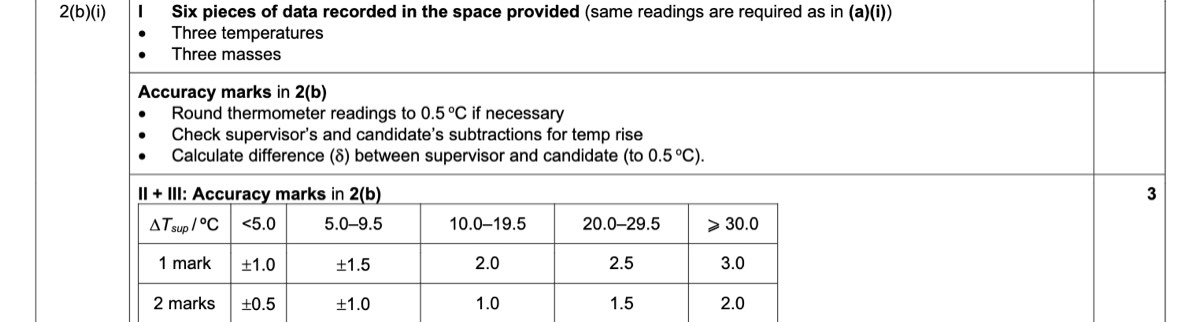 2(b)(i) I Six pieces of data recorded in the space provided (same readings are required as in (a)(i))
• Three temperatures
• Three masses
Accuracy marks in 2(b)
• Round thermometer readings to 0.5 °C if necessary
• Check supervisor’s and candidate’s subtractions for temp rise
• Calculate difference (δ) between supervisor and candidate (to 0.5 °C).
II + III: Accuracy marks in 2(b) 3
ΔTsup / °C <5.0 5.0–9.5 10.0–19.5 20.0–29.5 ⩾ 30.0
1 mark ±1.0 ±1.5 2.0 2.5 3.0
2 marks ±0.5 ±1.0 1.0 1.5 2.0